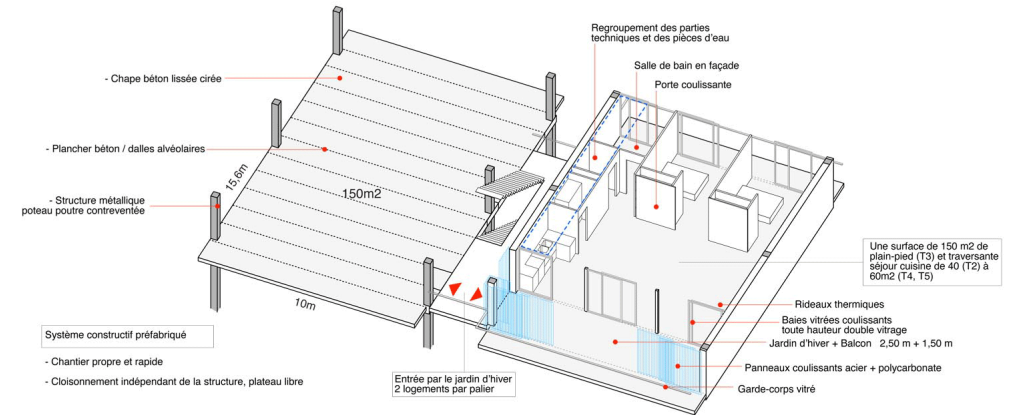 Regroupement des parties
techniques et des pièces d'eau
Salle de bain en façade
Porte coulissante
- Chape béton lissée cirée
- Plancher béton / dalles alvéolaires
- Structure métallique
poteau poutre contreventée
15,6m
150m2
10m
Une surface de 150 m2 de
plain-pied (T3) et traversante
séjour cuisine de 40 (T2) à
60m2 (T4, T5)
Rideaux thermiques
Baies vitrées coulissants
toute hauteur double vitrage
Jardin d'hiver + Balcon 2,50 m + 1,50 m
Panneaux coulissants acier + polycarbonate
Garde-corps vitré
Système constructif préfabriqué
- Chantier propre et rapide
- Cloisonnement indépendant de la structure, plateau libre
Entrée par le jardin d'hiver
2 logements par palier